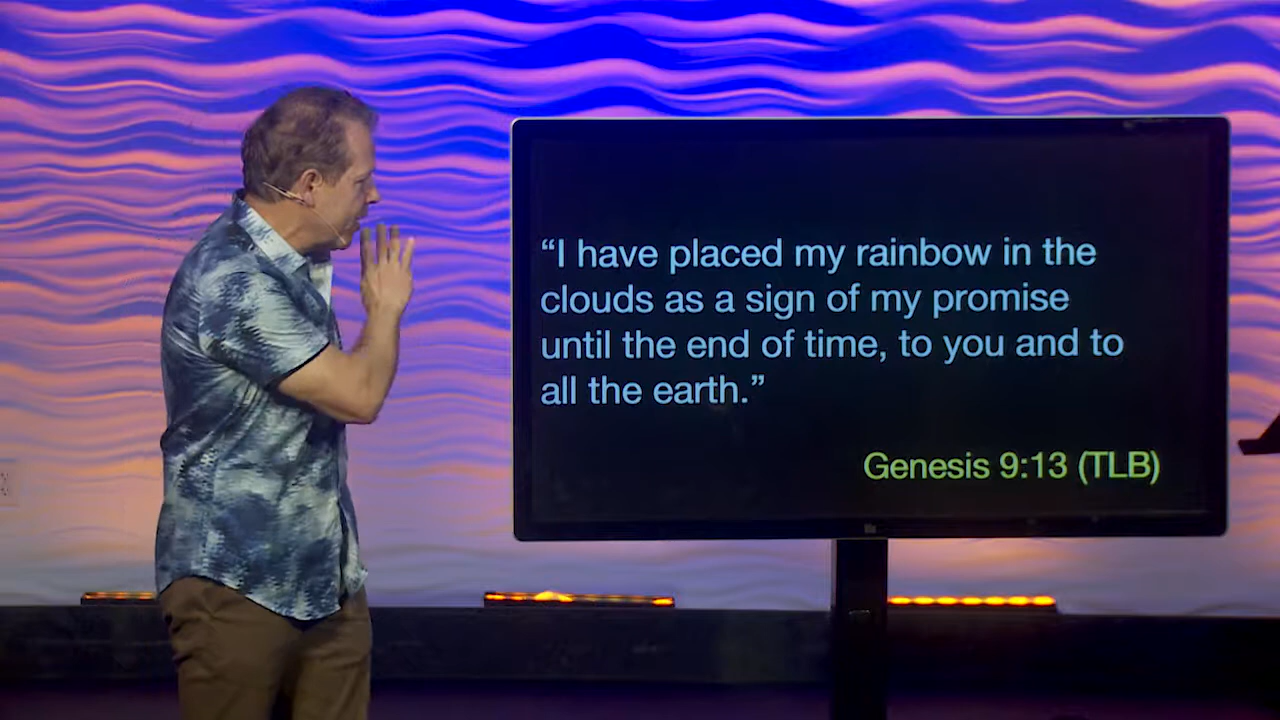 “I have placed my rainbow in the
clouds as a sign of my promise
until the end of time, to you and to
all the earth.”
Genesis 9:13 (TLB)